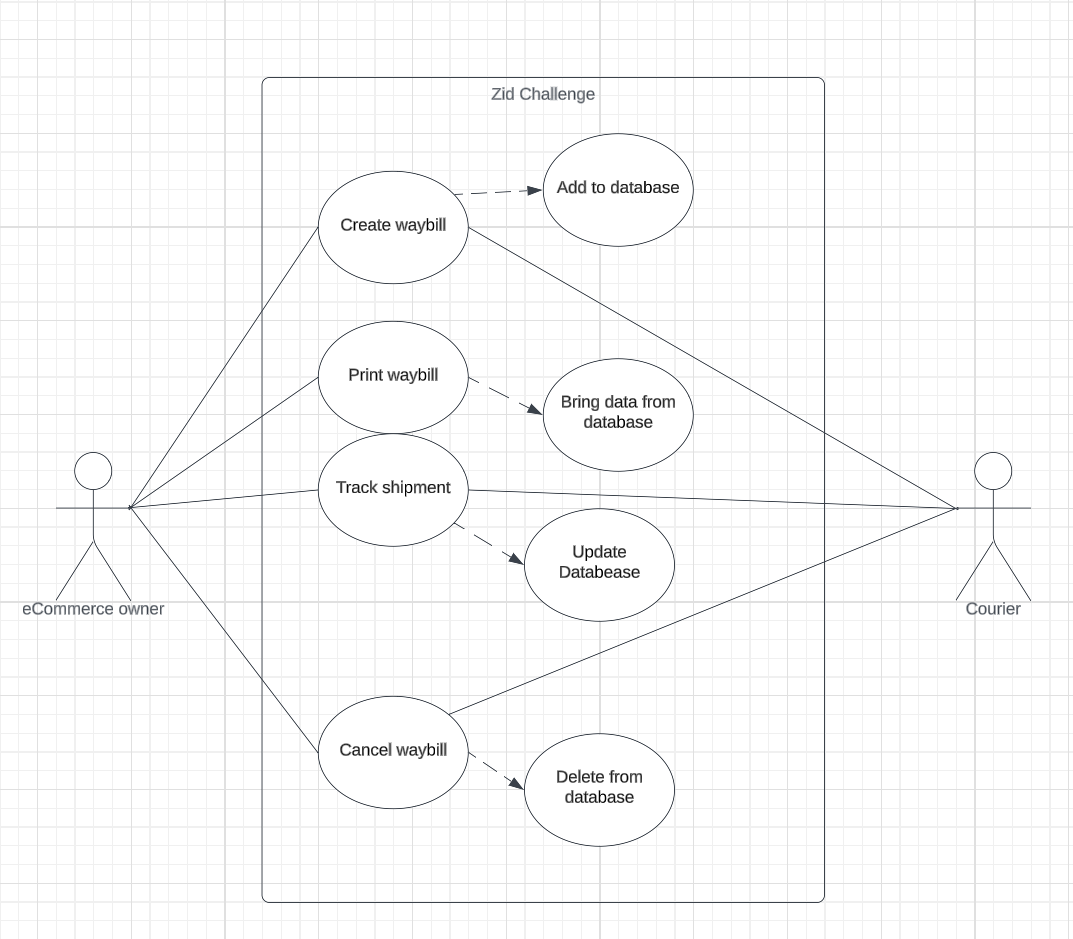 Zid Challenge
Add to database
Create waybill
Print waybill
Bring data from
database
Track shipment
Update
Databease
eCommerce owner
Courier
Cancel waybill
Delete from
database